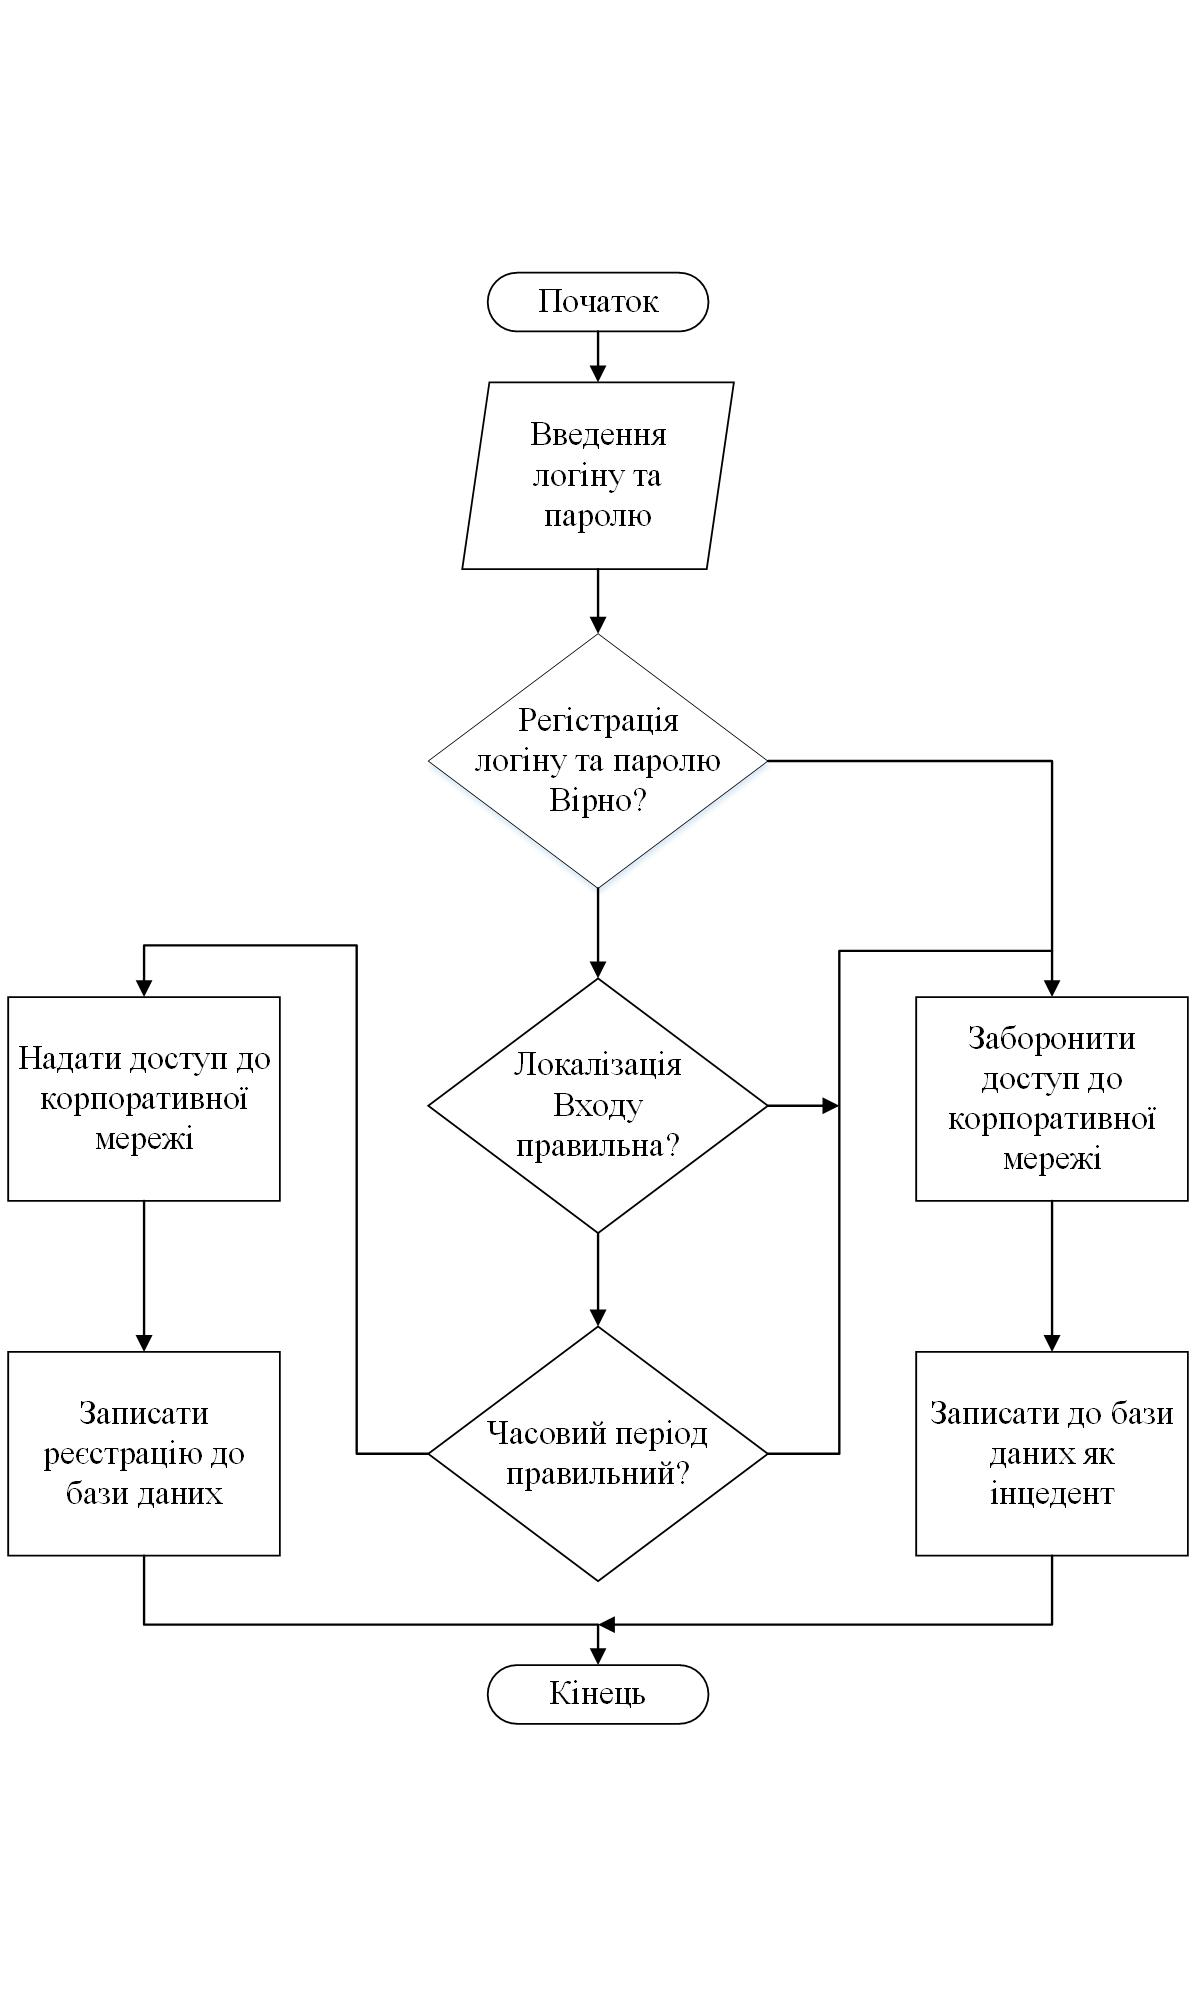 Початок
Введення
логіну та
паролю
Регістрація
логіну та паролю
Вірно?
Надати доступ до
корпоративної
мережі
Локалізація
Входу
правильна?
Заборонити
доступ до
корпоративної
мережі
Записати
реєстрацію до
бази даних
Часовий період
правильний?
Записати до бази
даних як
інцедент
Кінець